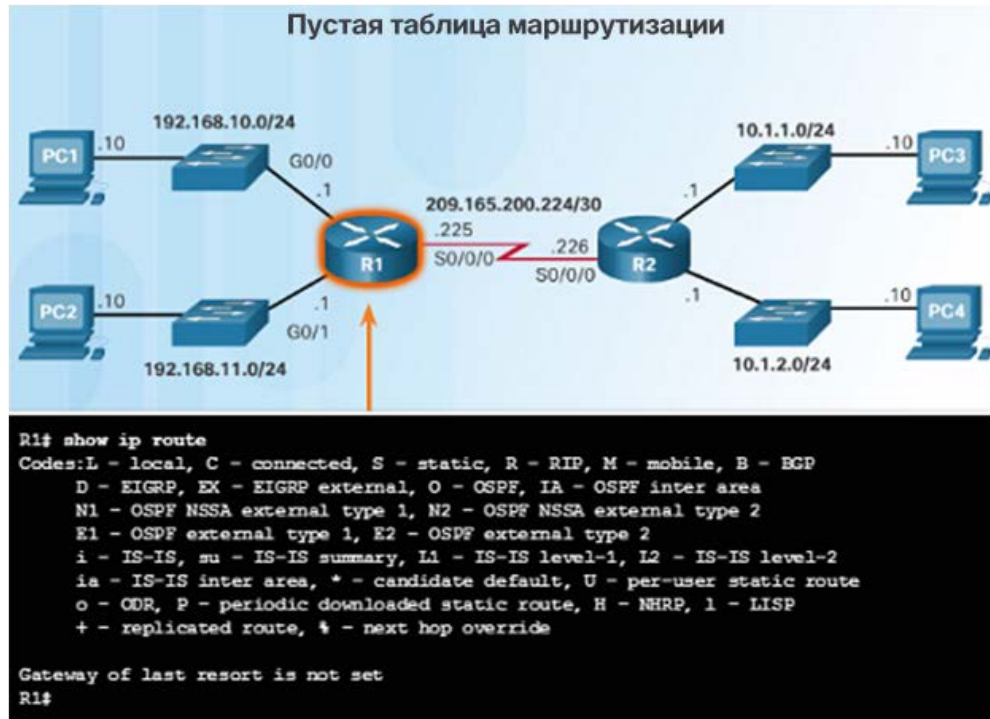 Пустая таблица маршрутизации
192.168.10.0/24
10.1.1.0/24
PC1
.10
G0/0
.10
PC3
.1
209.165.200.224/30
.1
.225
.226
R1
S0/0/0
S0/0/0
R2
PC2
.10
.1
G0/1
.1
.10
PC4
192.168.11.0/24
10.1.2.0/24
R1# show ip route
Codes:L - local, C - connected, S - static, R - RIP, M - mobile, B - BGP
D - EIGRP, EX - EIGRP external, O - OSPF, IA - OSPF inter area
N1 - OSPF NSSA external type 1, N2 - OSPF NSSA external type 2
E1 - OSPF external type 1, E2 - OSPF external type 2
i - IS-IS, su - IS-IS summary, L1 - IS-IS level-1, L2 - IS-IS level-2
ia - IS-IS inter area, * - candidate default, U - per-user static route
o - ODR, P - periodic downloaded static route, H - NHRP, l - LISP
+ - replicated route, % - next hop override
Gateway of last resort is not set
R1#